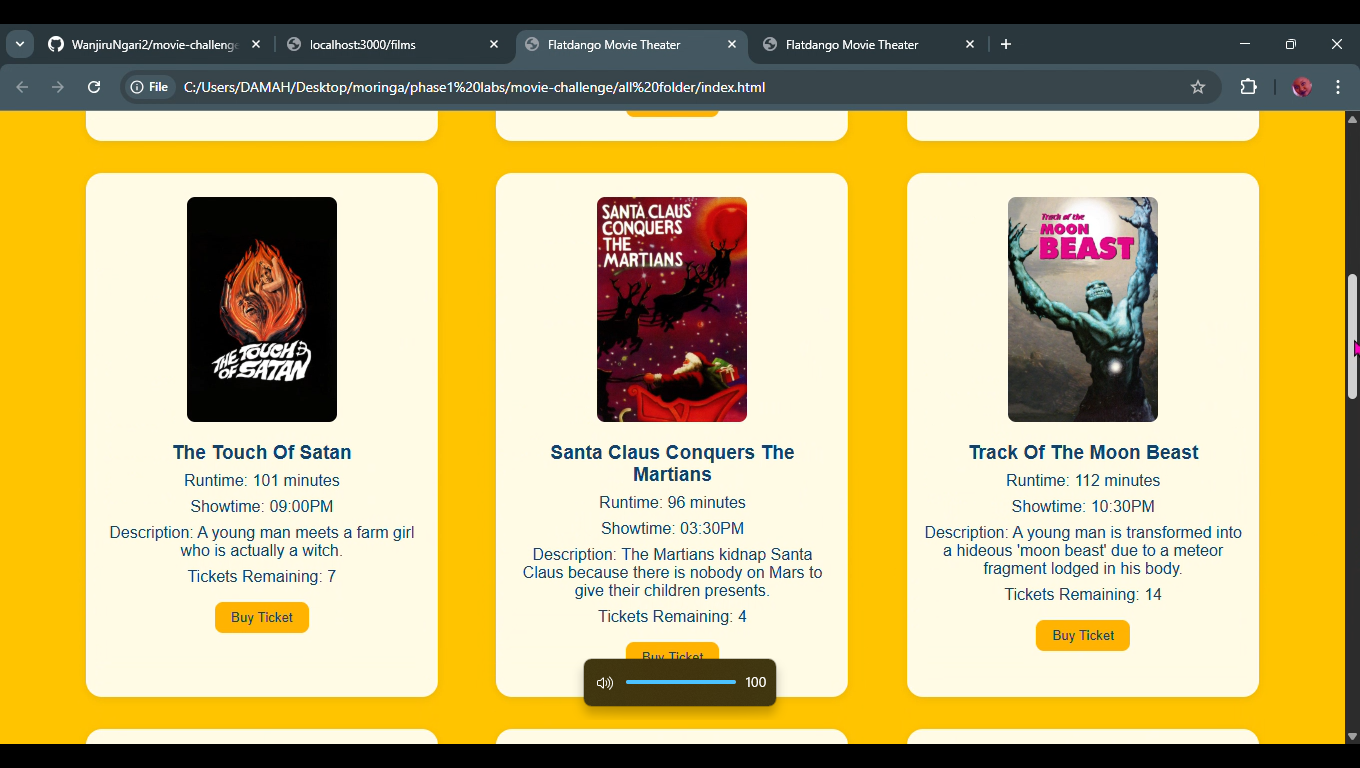 WanjiruNgari2/movie-challenge
localhost:3000/films
Flatdango Movie Theater
Flatdango Movie Theater
File
C:/Users/DAMAH/Desktop/moringa/phase1%20labs/movie-challenge/all%20folder/index.html
THE TOUCH
OF SATAN
The Touch Of Satan
Runtime: 101 minutes
Showtime: 09:00PM
Description: A young man meets a farm girl
who is actually a witch.
Tickets Remaining: 7
Buy Ticket
SANTA CLAUS
CONQUERS
THE
MARTIANS
Santa Claus Conquers The
Martians
Runtime: 96 minutes
Showtime: 03:30PM
Description: The Martians kidnap Santa
Claus because there is nobody on Mars to
give their children presents.
Tickets Remaining: 4
Buy Ticket
Track of the
MOON
BEAST
Track Of The Moon Beast
Runtime: 112 minutes
Showtime: 10:30PM
Description: A young man is transformed into
a hideous 'moon beast' due to a meteor
fragment lodged in his body.
Tickets Remaining: 14
Buy Ticket
100